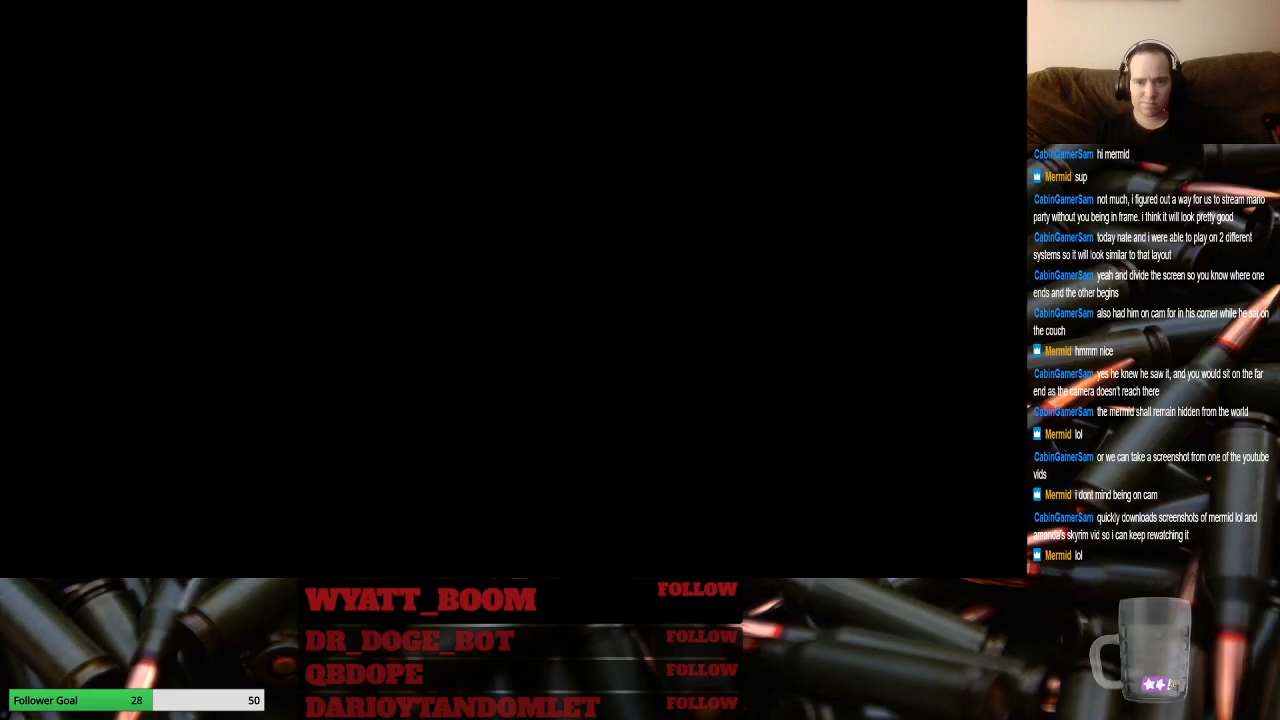 CabinGamerSam hi mermid
Mermid sup
CabinGamerSam not much, i figured out a way for us to stream mario
party without you being in frame. i think it will look pretty good
CabinGamerSam today nate and i were able to play on 2 different
systems so it will look similar to that layout
CabinGamerSam yeah and divide the screen so you know where one
ends and the other begins
CabinGamerSam also had him on cam for in his corner while he sat on
the couch
Mermid hmmm nice
CabinGamerSam yes he knew he saw it, and you would sit on the far
end as the camera doesn't reach there
CabinGamerSam the mermid shall remain hidden from the world
Mermid lol
CabinGamerSam or we can take a screenshot from one of the youtube
vids
Mermid i dont mind being on cam
CabinGamerSam quickly downloads screenshots of mermid lol and
amanda's skyrim vid so i can keep rewatching it
Mermid lol
WYATT_BOOM FOLLOW
DR_DOGE_BOT FOLLOW
QBDOPE FOLLOW
DARIOYTANDOMLET FOLLOW
Follower Goal 28 50